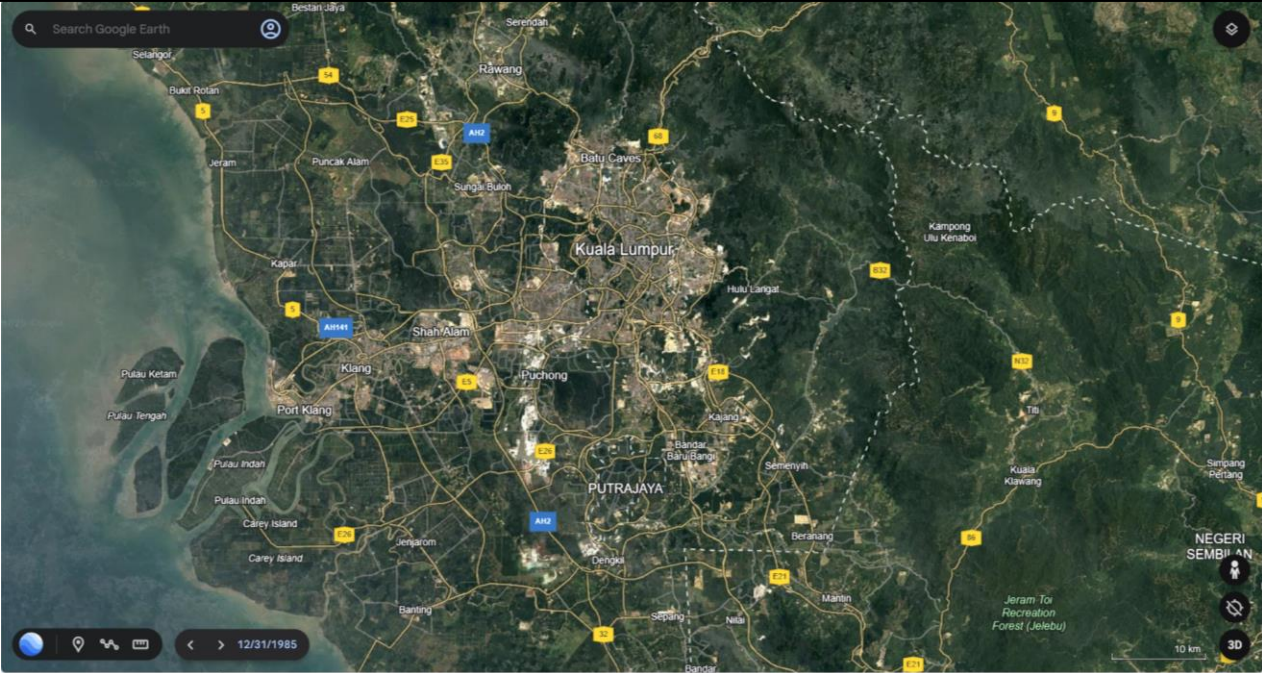 Bestari Jaya
Serendah
Search Google Earth
Selangor
Rawang
54
Bukit Rotan
5
9
E25
AH2
68
Jeram
Puncak Alam
E35
Batu Caves
Sungai Buloh
Kampong
Ulu Kenaboi
Kuala Lumpur
Kapar
B32
Hulu Langat
5
AH141
Shah Alam
9
Klang
N32
Pulau Ketam
Puchong
E5
E18
Port Klang
Pulau Tengah
Kajang
Titi
E26
Bandar
Baru Bangi
Pulau Indah
Semenyih
Kuala
Klawang
Simpang
Pertang
PUTRAJAYA
Pulau Indah
Carey Island
AH2
E26
Jenjarom
Beranang
86
NEGERI
SEMBILAN
Carey Island
Dengkil
E21
Banting
Mantin
Jeram Toi
Recreation
Forest (Jelebu)
Sepang
Nilai
32
12/31/1985
10 km
3D
Bandar
E21